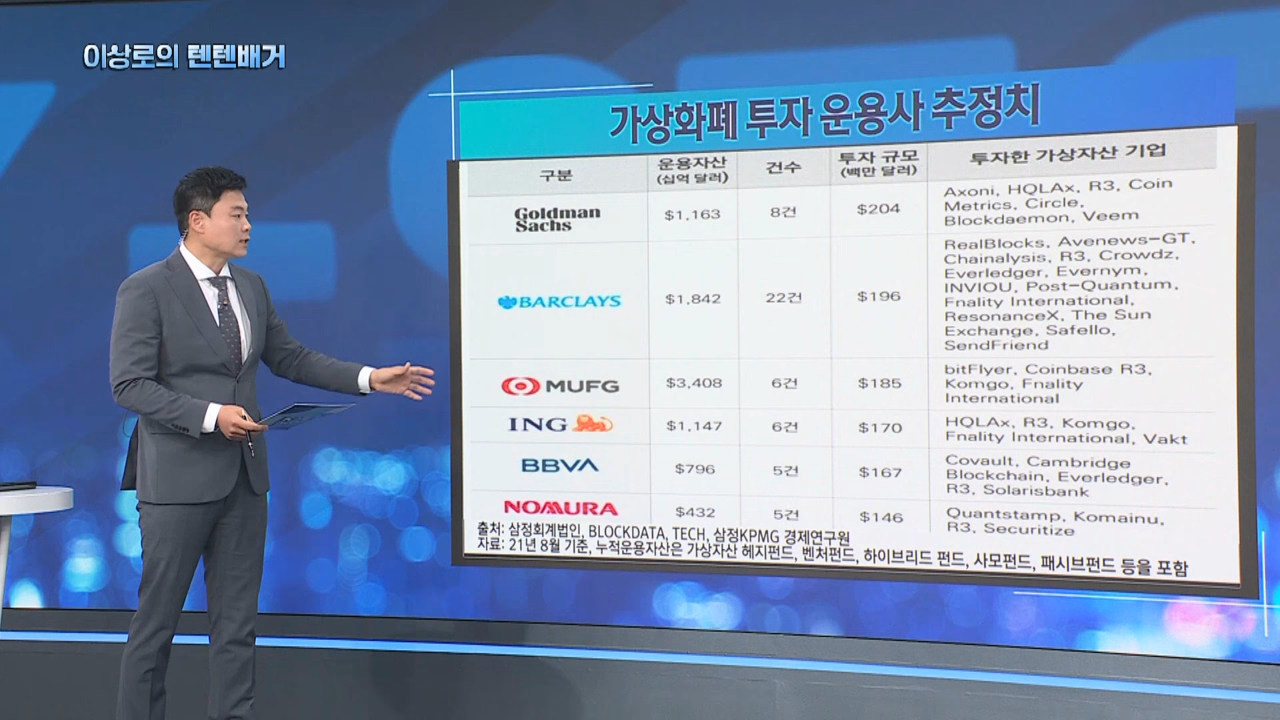 이상로의 텐텐배거
가상화폐 투자 운용사 추정치
구분 운용자산 (십억 달러) 건수 투자 규모 (백만 달러) 투자한 가상자산 기업
Goldman
Sachs
$1,163 8건 $204
Axoni, HQLAx, R3, Coin
Metrics, Circle,
Blockdaemon, Veem
BARCLAYS $1,842 22건 $196
RealBlocks, Avenews-GT,
Chainalysis, R3, Crowdz,
Everledger, Evernym,
INVIOU, Post-Quantum,
Fnality International,
ResonanceX, The Sun
Exchange, Safello,
SendFriend
MUFG $3,408 6건 $185
bitFlyer, Coinbase R3,
Komgo, Fnality
International
ING $1,147 6건 $170
HQLAx, R3, Komgo,
Fnality International, Vakt
BBVA $796 5건 $167
Covault, Cambridge
Blockchain, Everledger,
R3, Solarisbank
NOMURA $432 5건 $146
Quantstamp, Komainu,
R3, Securitize
출처: 삼정회계법인, BLOCKDATA, TECH, 삼정KPMG 경제연구원
자료: 21년 8월 기준, 누적운용자산은 가상자산 헤지펀드, 벤처펀드, 하이브리드 펀드, 사모펀드, 패시브펀드 등을 포함